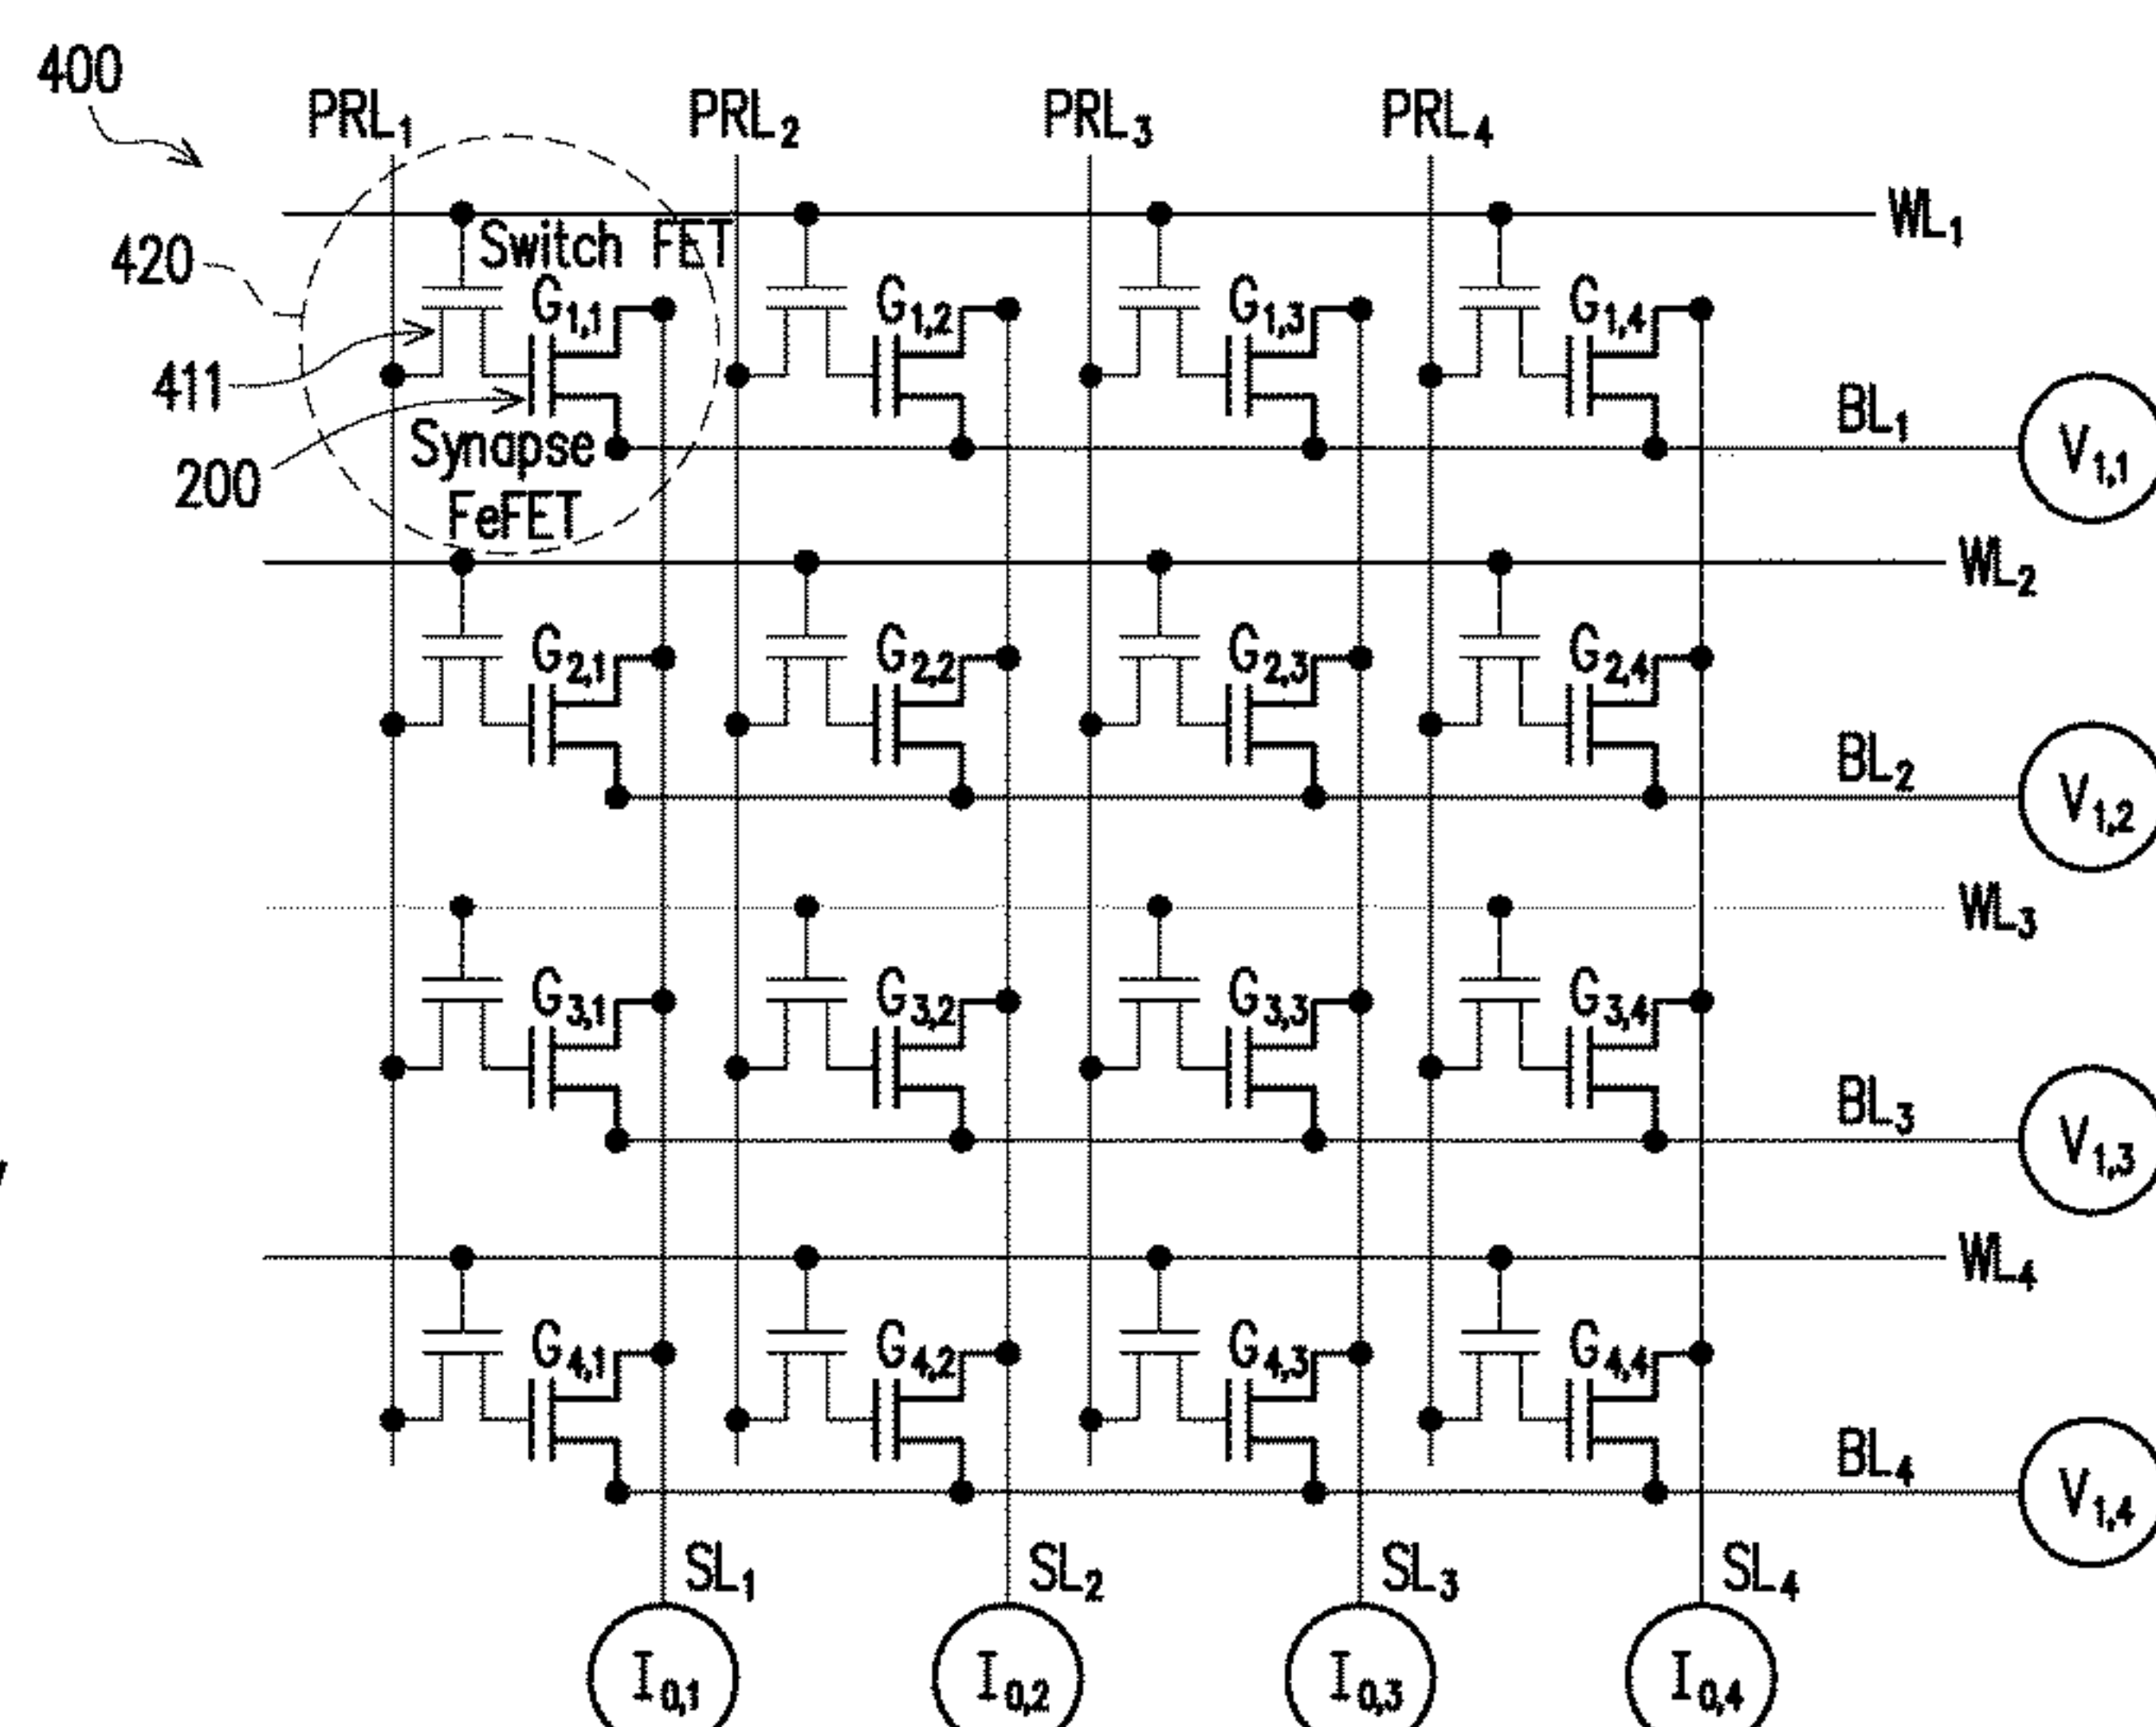 400
PRL1 PRL2 PRL3 PRL4
WL1
Switch FET
420
G1,1 G1,2 G1,3 G1,4
411
BL1
V1,1
Synapse
200
FeFET
WL2
G2,1 G2,2 G2,3 G2,4
BL2
V1,2
WL3
G3,1 G3,2 G3,3 G3,4
BL3
V1,3
WL4
G4,1 G4,2 G4,3 G4,4
BL4
V1,4
SL1 SL2 SL3 SL4
I0,1 I0,2 I0,3 I0,4